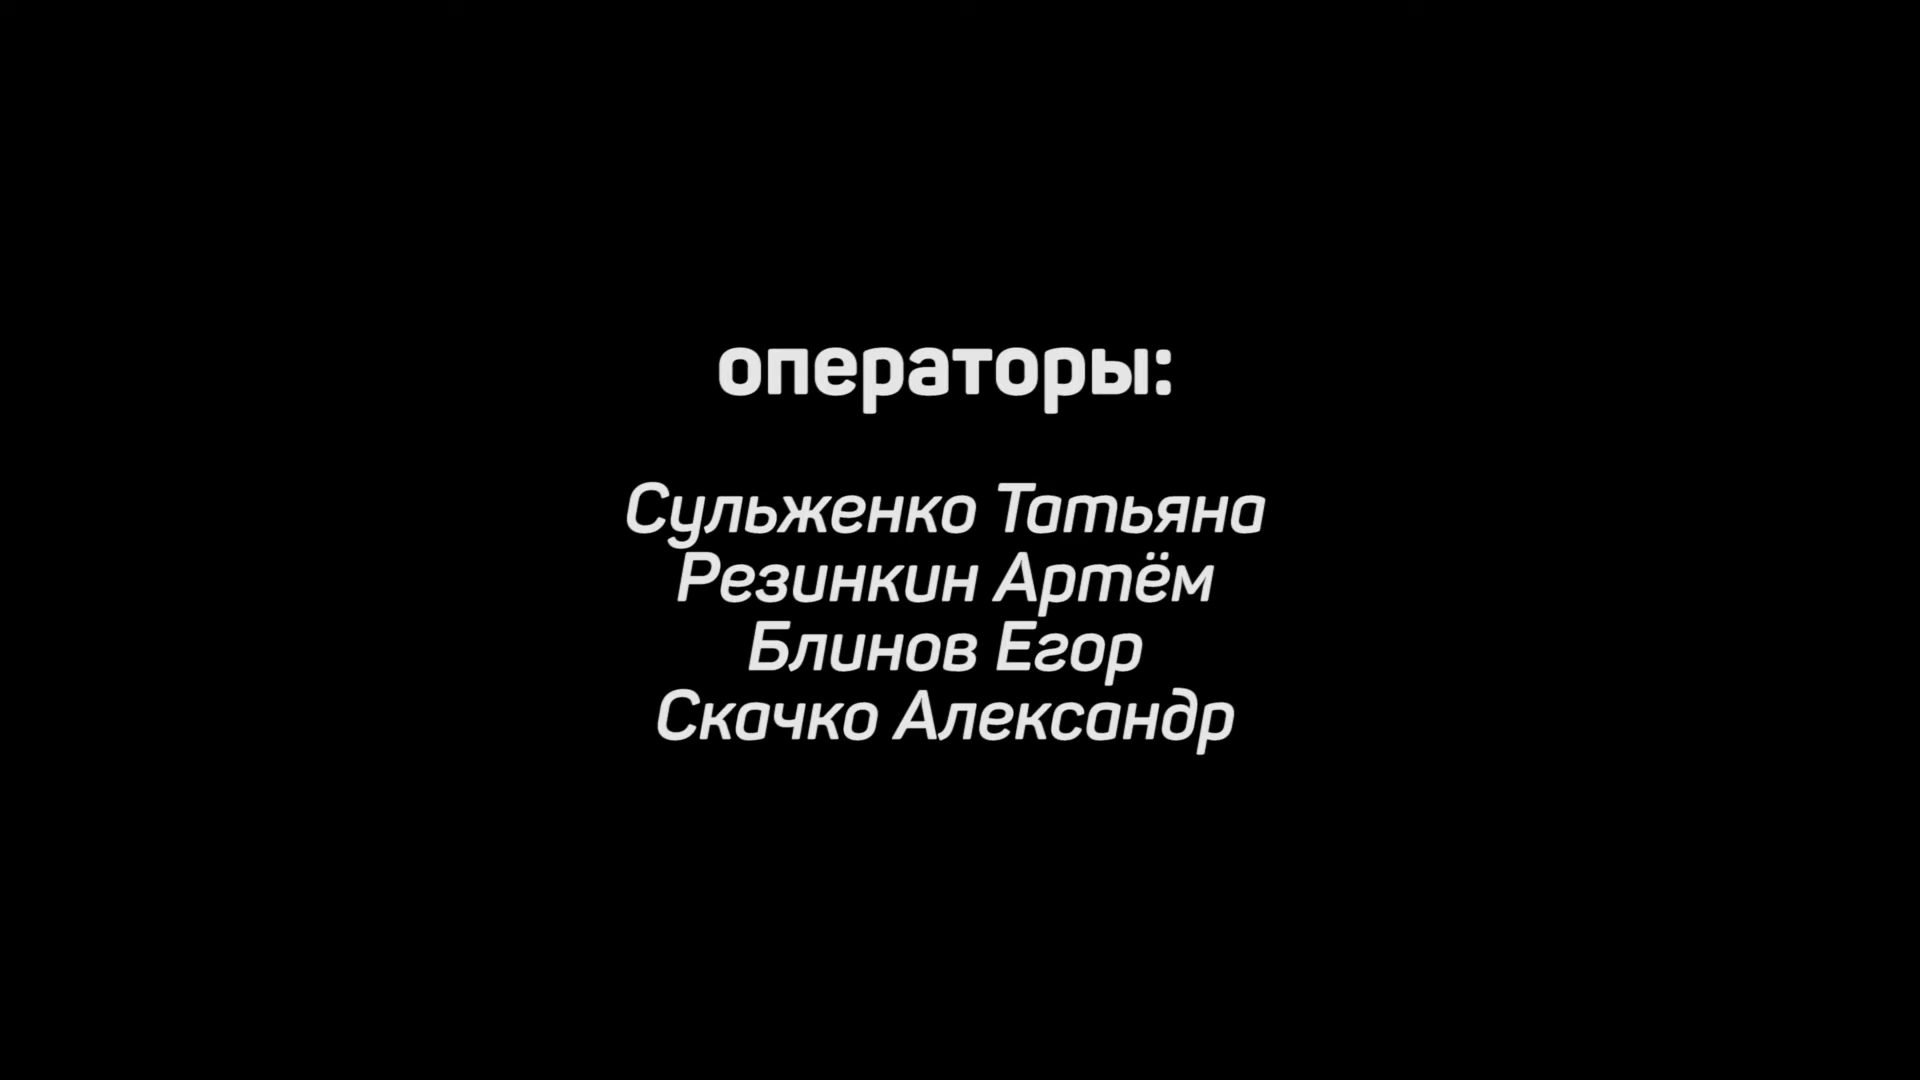 операторы:
Сульженко Татьяна
Резинкин Артём
Блинов Егор
Скачко Александр